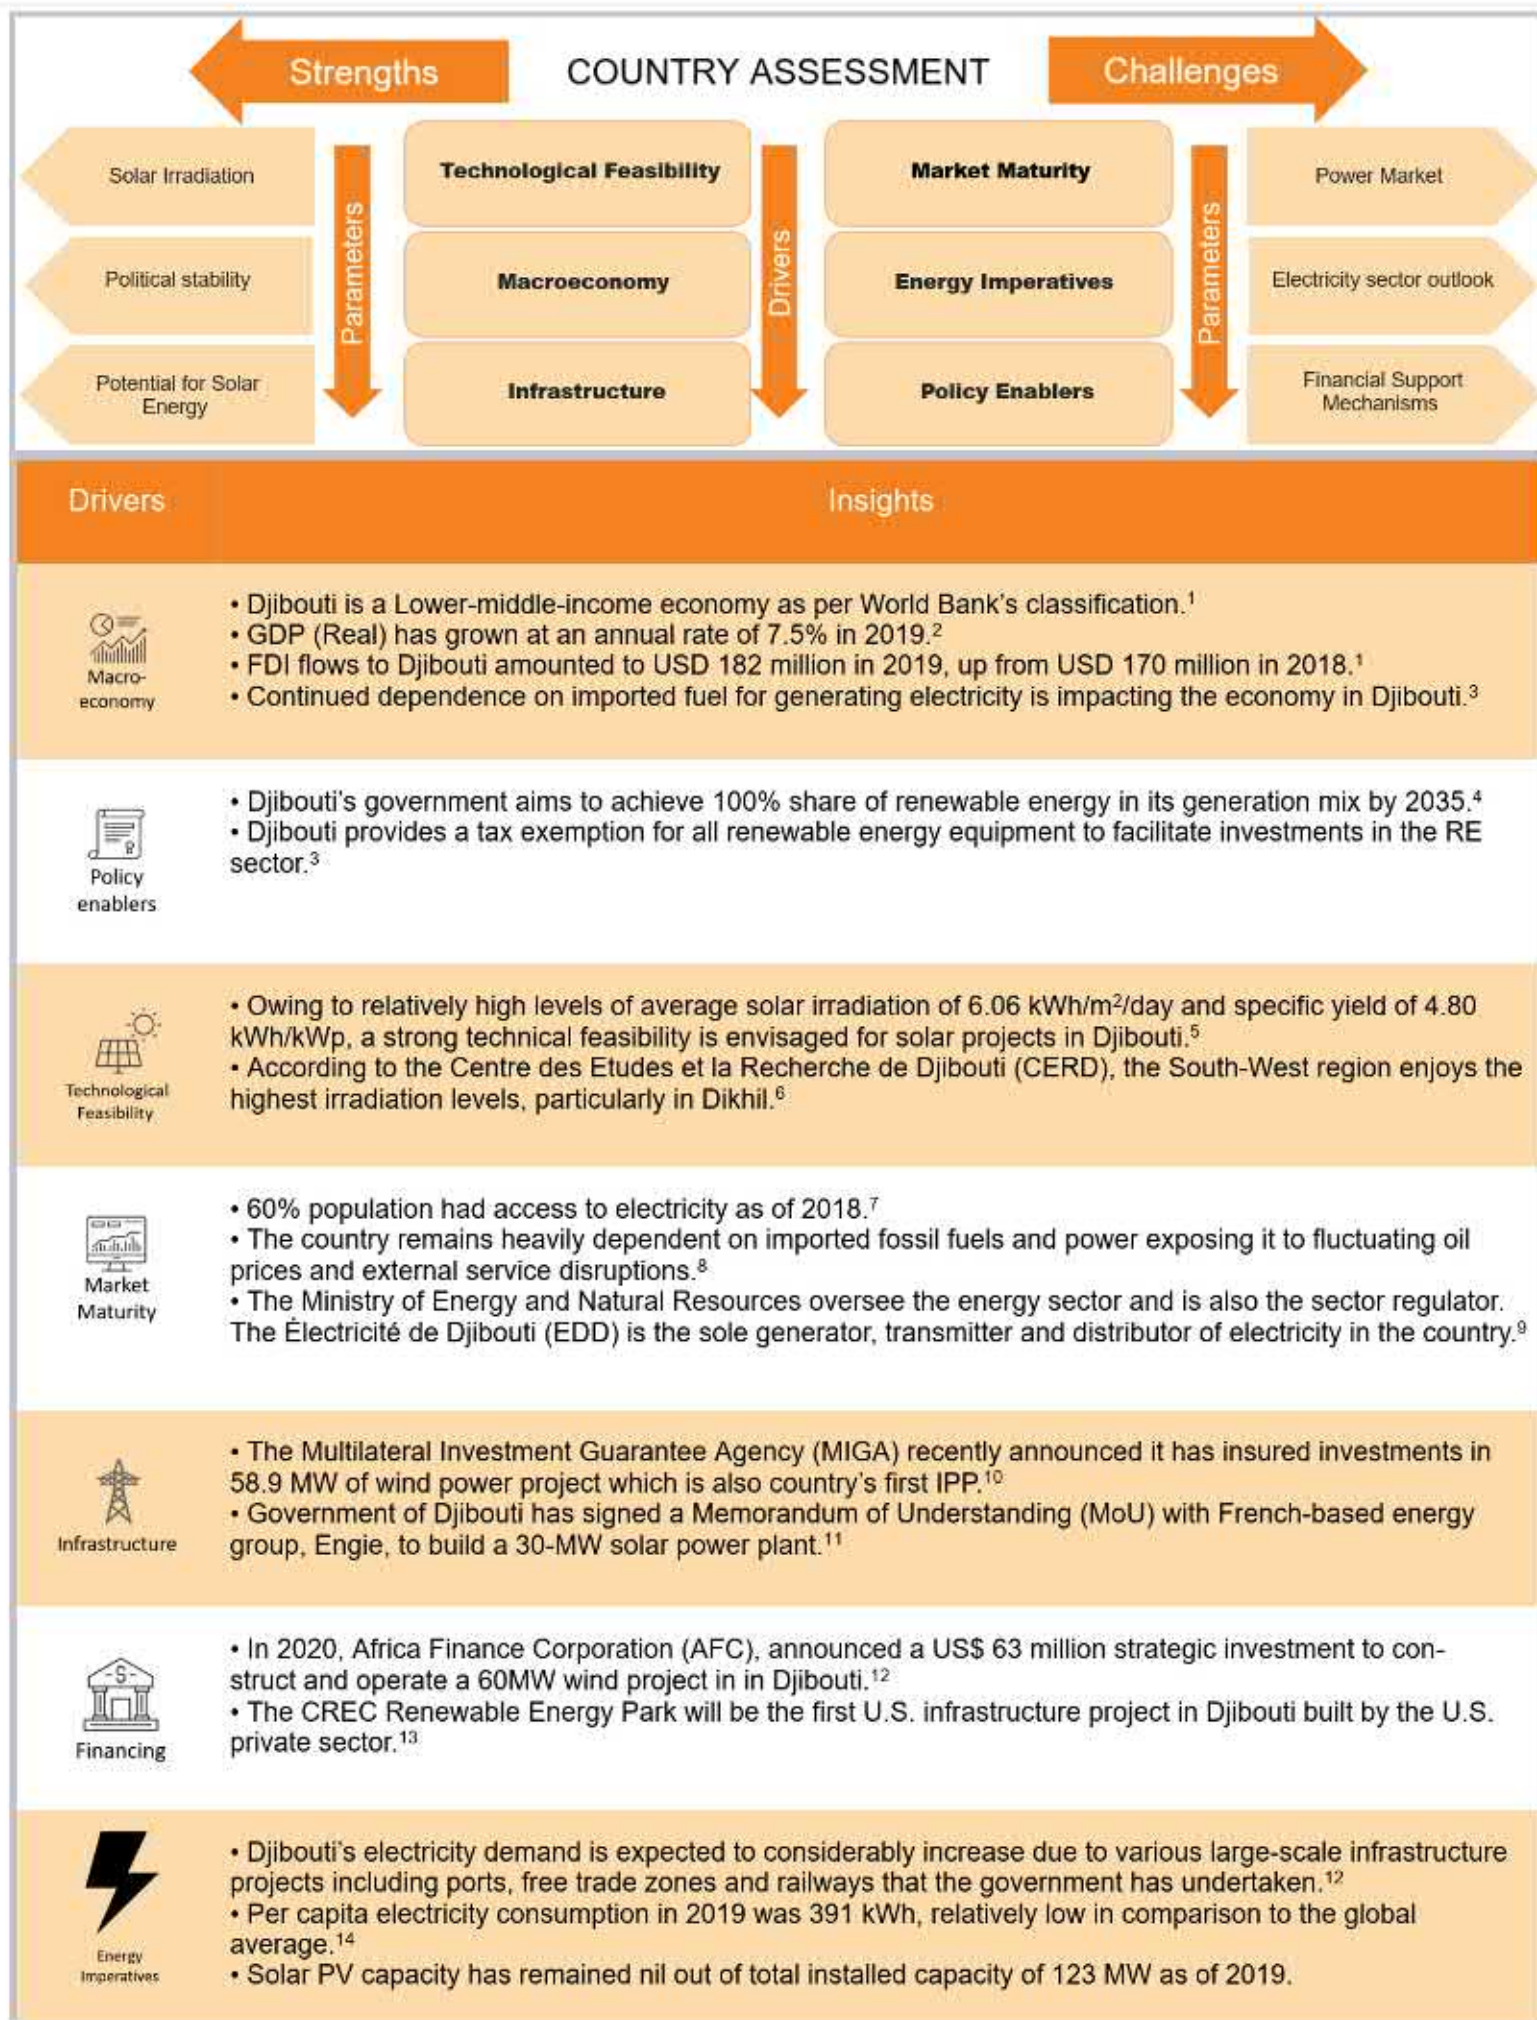 Strengths
COUNTRY ASSESSMENT
Challenges
Solar Irradiation
Political stability
Potential for Solar
Energy
Parameters
Technological Feasibility
Macroeconomy
Infrastructure
Drivers
Market Maturity
Energy Imperatives
Policy Enablers
Parameters
Power Market
Electricity sector outlook
Financial Support
Mechanisms
Drivers
Insights
Macro-
economy
• Djibouti is a Lower-middle-income economy as per World Bank's classification.¹
• GDP (Real) has grown at an annual rate of 7.5% in 2019.²
• FDI flows to Djibouti amounted to USD 182 million in 2019, up from USD 170 million in 2018.¹
• Continued dependence on imported fuel for generating electricity is impacting the economy in Djibouti.³
Policy
enablers
• Djibouti's government aims to achieve 100% share of renewable energy in its generation mix by 2035.⁴
• Djibouti provides a tax exemption for all renewable energy equipment to facilitate investments in the RE
sector.³
Technological
Feasibility
• Owing to relatively high levels of average solar irradiation of 6.06 kWh/m²/day and specific yield of 4.80
kWh/kWp, a strong technical feasibility is envisaged for solar projects in Djibouti.⁵
• According to the Centre des Etudes et la Recherche de Djibouti (CERD), the South-West region enjoys the
highest irradiation levels, particularly in Dikhil.⁶
Market
Maturity
• 60% population had access to electricity as of 2018.⁷
• The country remains heavily dependent on imported fossil fuels and power exposing it to fluctuating oil
prices and external service disruptions.⁸
• The Ministry of Energy and Natural Resources oversee the energy sector and is also the sector regulator.
The Électricité de Djibouti (EDD) is the sole generator, transmitter and distributor of electricity in the country.⁹
Infrastructure
• The Multilateral Investment Guarantee Agency (MIGA) recently announced it has insured investments in
58.9 MW of wind power project which is also country's first IPP.¹⁰
• Government of Djibouti has signed a Memorandum of Understanding (MoU) with French-based energy
group, Engie, to build a 30-MW solar power plant.¹¹
-S-
Financing
• In 2020, Africa Finance Corporation (AFC), announced a US$ 63 million strategic investment to con-
struct and operate a 60MW wind project in in Djibouti.¹²
• The CREC Renewable Energy Park will be the first U.S. infrastructure project in Djibouti built by the U.S.
private sector.¹³
Energy
Imperatives
• Djibouti's electricity demand is expected to considerably increase due to various large-scale infrastructure
projects including ports, free trade zones and railways that the government has undertaken.¹²
• Per capita electricity consumption in 2019 was 391 kWh, relatively low in comparison to the global
average.¹⁴
• Solar PV capacity has remained nil out of total installed capacity of 123 MW as of 2019.